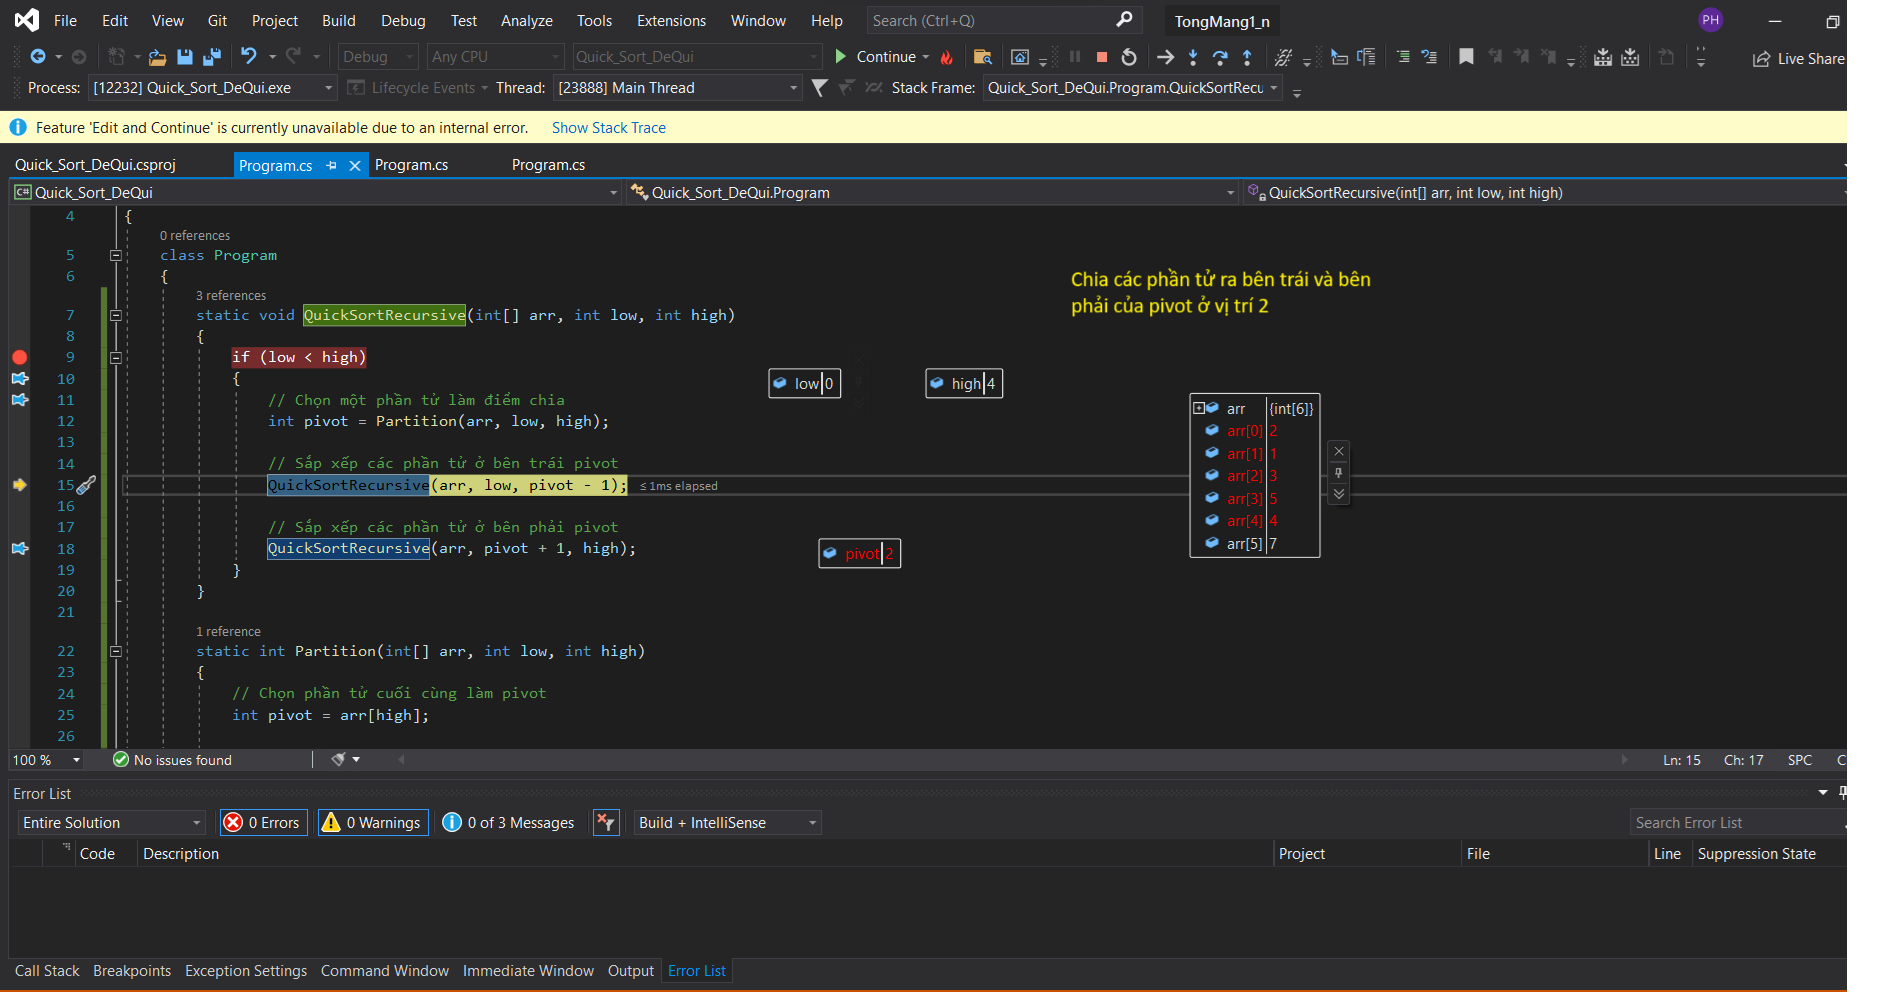 File Edit View Git Project Build Debug Test Analyze Tools Extensions Window Help Search (Ctrl+Q) TongMang1_n PH
Debug Any CPU Quick_Sort_DeQui Continue Live Share
Process: [12232] Quick_Sort_DeQui.exe Lifecycle Events Thread: [23888] Main Thread Stack Frame: Quick_Sort_DeQui.Program.QuickSortRecu
Feature 'Edit and Continue' is currently unavailable due to an internal error. Show Stack Trace
Quick_Sort_DeQui.csproj Program.cs Program.cs Program.cs
C# Quick_Sort_DeQui Quick_Sort_DeQui.Program QuickSortRecursive(int[] arr, int low, int high)
4 {
0 references
5 class Program
6 {
Chia các phần tử ra bên trái và bên
phải của pivot ở vị trí 2
3 references
7 static void QuickSortRecursive(int[] arr, int low, int high)
8 {
9 if (low < high)
10 {
low 0 high 4
11 // Chọn một phần tử làm điểm chia
12 int pivot = Partition(arr, low, high);
13
14 // Sắp xếp các phần tử ở bên trái pivot
15 QuickSortRecursive(arr, low, pivot - 1); ≤ 1ms elapsed
16
17 // Sắp xếp các phần tử ở bên phải pivot
18 QuickSortRecursive(arr, pivot + 1, high);
pivot 2
19 }
20 }
21
arr {int[6]}
arr[0] 2
arr[1] 1
arr[2] 3
arr[3] 5
arr[4] 4
arr[5] 7
1 reference
22 static int Partition(int[] arr, int low, int high)
23 {
24 // Chọn phần tử cuối cùng làm pivot
25 int pivot = arr[high];
26
100 % No issues found Ln: 15 Ch: 17 SPC C
Error List
Entire Solution 0 Errors 0 Warnings 0 of 3 Messages Build + IntelliSense Search Error List
Code Description Project File Line Suppression State
Call Stack Breakpoints Exception Settings Command Window Immediate Window Output Error List